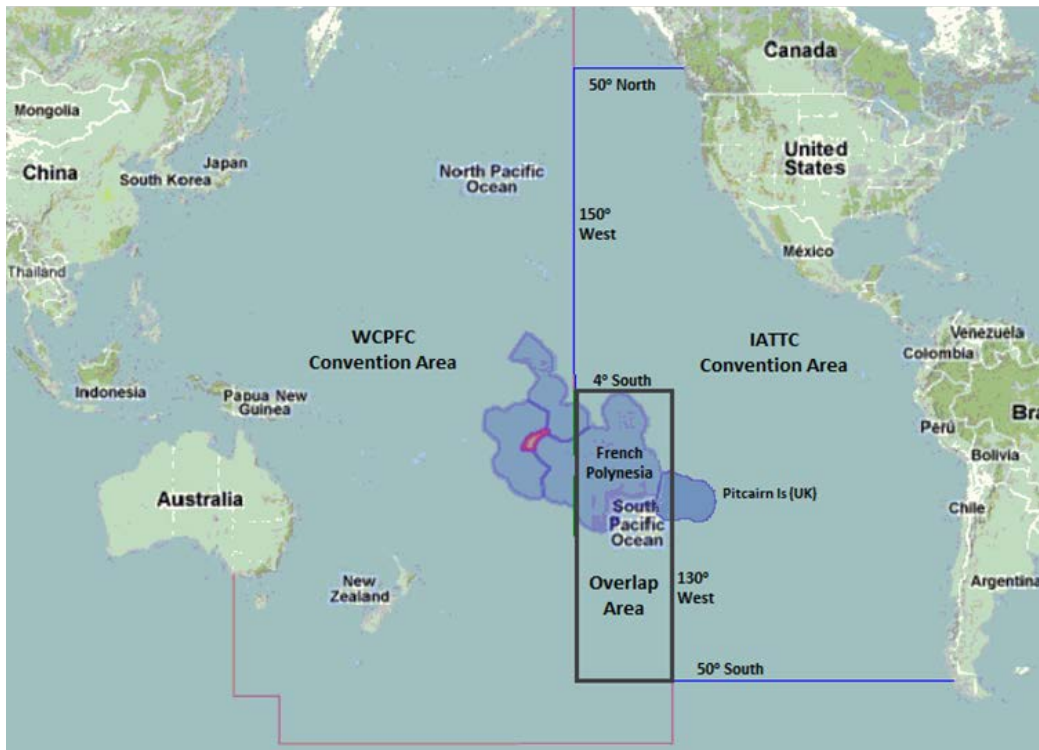 Canada
50° North
Mongolia
United
States
China
Japan
South Korea
North Pacific
Ocean
150°
West
México
Thailand
WCPFC
Convention Area
IATTC
Convention Area
Venezuela
Colombia
4° South
Indonesia
Papua New
Guinea
Bra
Perú
French
Polynesia
Bolivia
Australia
Pitcairn Is (UK)
South
Pacific
Ocean
Chile
New
Zealand
Overlap
Area
130°
West
Argentina
50° South